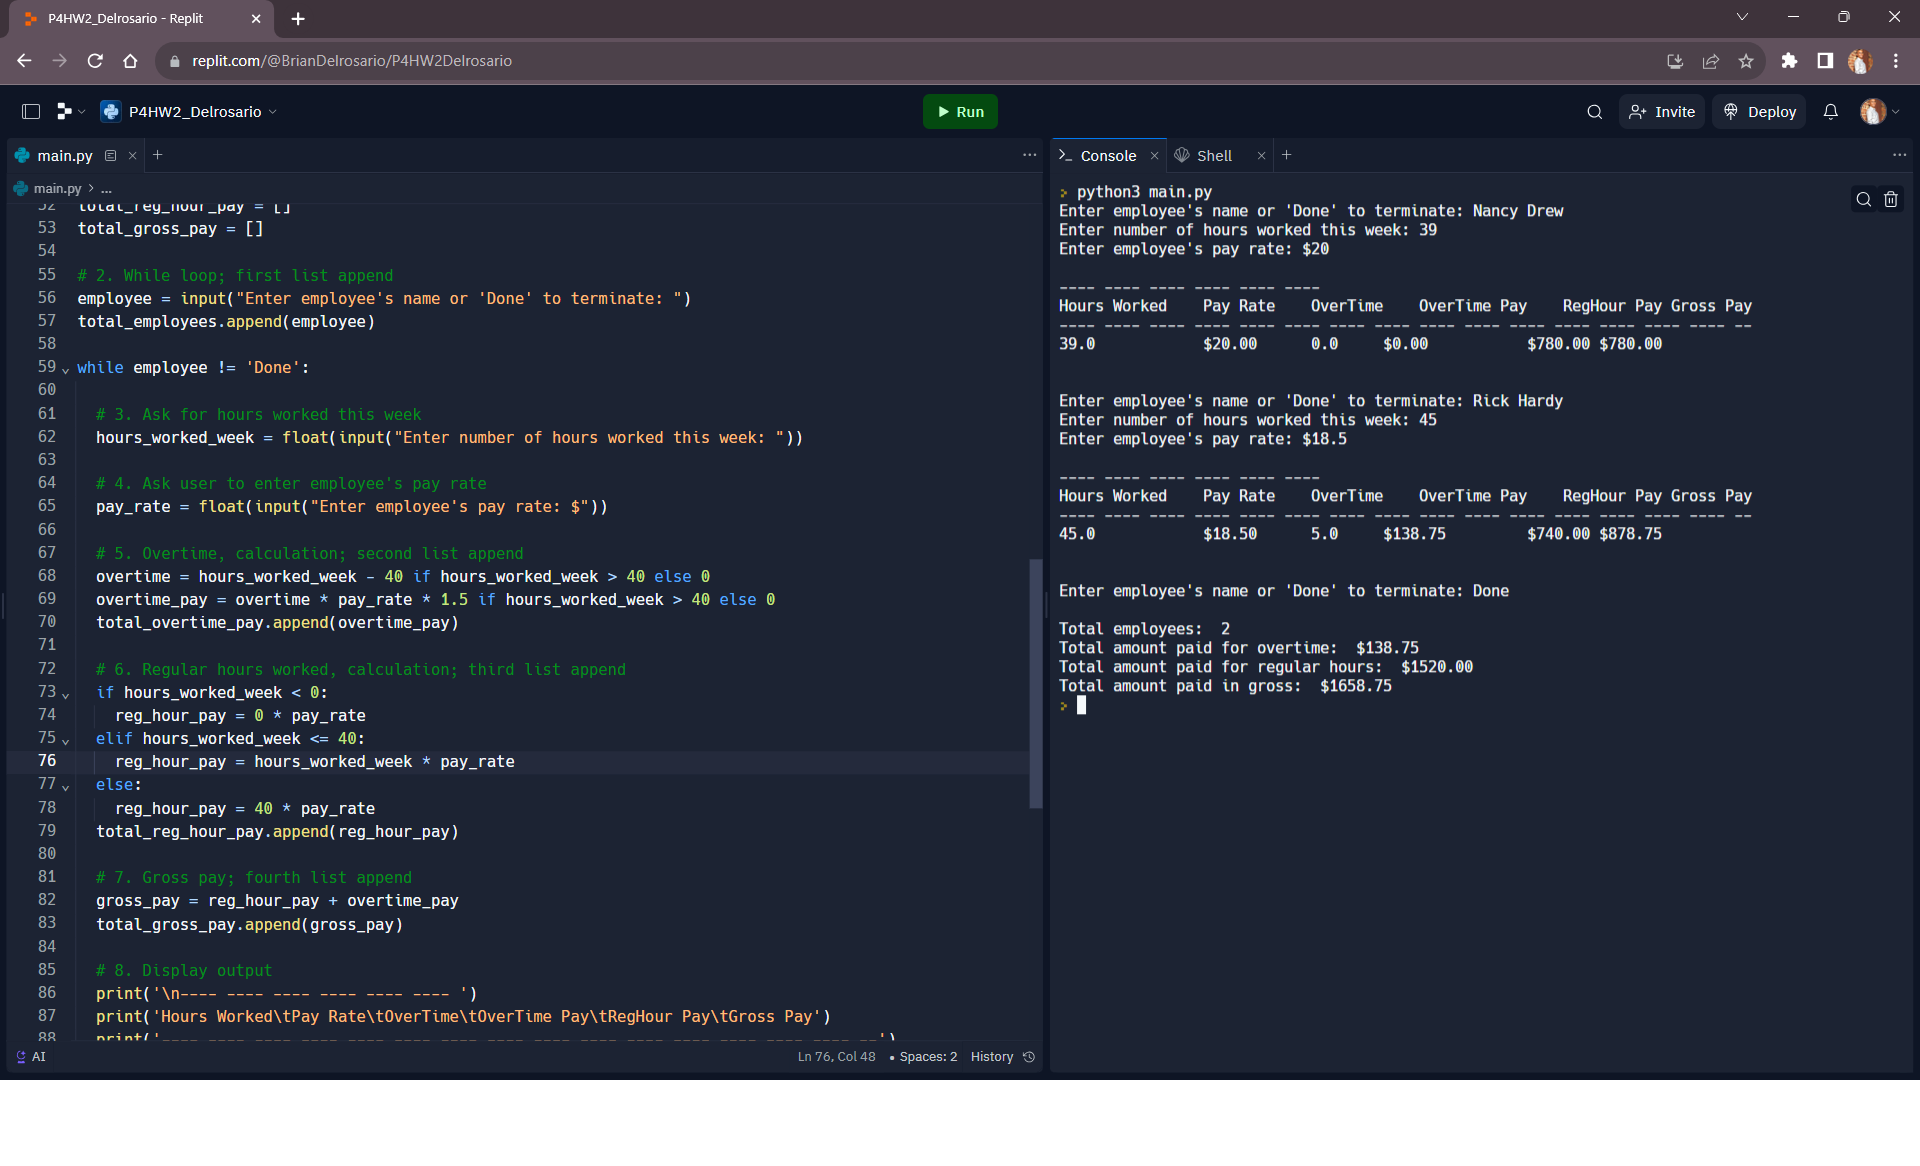 P4HW2_Delrosario - Replit
replit.com/@BrianDelrosario/P4HW2Delrosario
P4HW2_Delrosario
Run
Invite
Deploy
main.py
main.py > ...
52 total_reg_hour_pay = []
53 total_gross_pay = []
54
55 # 2. While loop; first list append
56 employee = input("Enter employee's name or 'Done' to terminate: ")
57 total_employees.append(employee)
58
59 while employee != 'Done':
60
61 # 3. Ask for hours worked this week
62 hours_worked_week = float(input("Enter number of hours worked this week: "))
63
64 # 4. Ask user to enter employee's pay rate
65 pay_rate = float(input("Enter employee's pay rate: $"))
66
67 # 5. Overtime, calculation; second list append
68 overtime = hours_worked_week - 40 if hours_worked_week > 40 else 0
69 overtime_pay = overtime * pay_rate * 1.5 if hours_worked_week > 40 else 0
70 total_overtime_pay.append(overtime_pay)
71
72 # 6. Regular hours worked, calculation; third list append
73 if hours_worked_week < 0:
74 reg_hour_pay = 0 * pay_rate
75 elif hours_worked_week <= 40:
76 reg_hour_pay = hours_worked_week * pay_rate
77 else:
78 reg_hour_pay = 40 * pay_rate
79 total_reg_hour_pay.append(reg_hour_pay)
80
81 # 7. Gross pay; fourth list append
82 gross_pay = reg_hour_pay + overtime_pay
83 total_gross_pay.append(gross_pay)
84
85 # 8. Display output
86 print('\n---- ---- ---- ---- ---- ---- ')
87 print('Hours Worked\tPay Rate\tOverTime\tOverTime Pay\tRegHour Pay\tGross Pay')
88 print('---- ---- ---- ---- ---- ---- ---- ---- ---- ---- ---- ---- ---- ---- ---- --')
AI
Ln 76, Col 48 • Spaces: 2 History
Console
Shell
> python3 main.py
Enter employee's name or 'Done' to terminate: Nancy Drew
Enter number of hours worked this week: 39
Enter employee's pay rate: $20
---- ---- ---- ---- ---- ----
Hours Worked Pay Rate OverTime OverTime Pay RegHour Pay Gross Pay
---- ---- ---- ---- ---- ---- ---- ---- ---- ---- ---- ---- ---- ---- ---- --
39.0 $20.00 0.0 $0.00 $780.00 $780.00
Enter employee's name or 'Done' to terminate: Rick Hardy
Enter number of hours worked this week: 45
Enter employee's pay rate: $18.5
---- ---- ---- ---- ---- ----
Hours Worked Pay Rate OverTime OverTime Pay RegHour Pay Gross Pay
---- ---- ---- ---- ---- ---- ---- ---- ---- ---- ---- ---- ---- ---- ---- --
45.0 $18.50 5.0 $138.75 $740.00 $878.75
Enter employee's name or 'Done' to terminate: Done
Total employees: 2
Total amount paid for overtime: $138.75
Total amount paid for regular hours: $1520.00
Total amount paid in gross: $1658.75
>